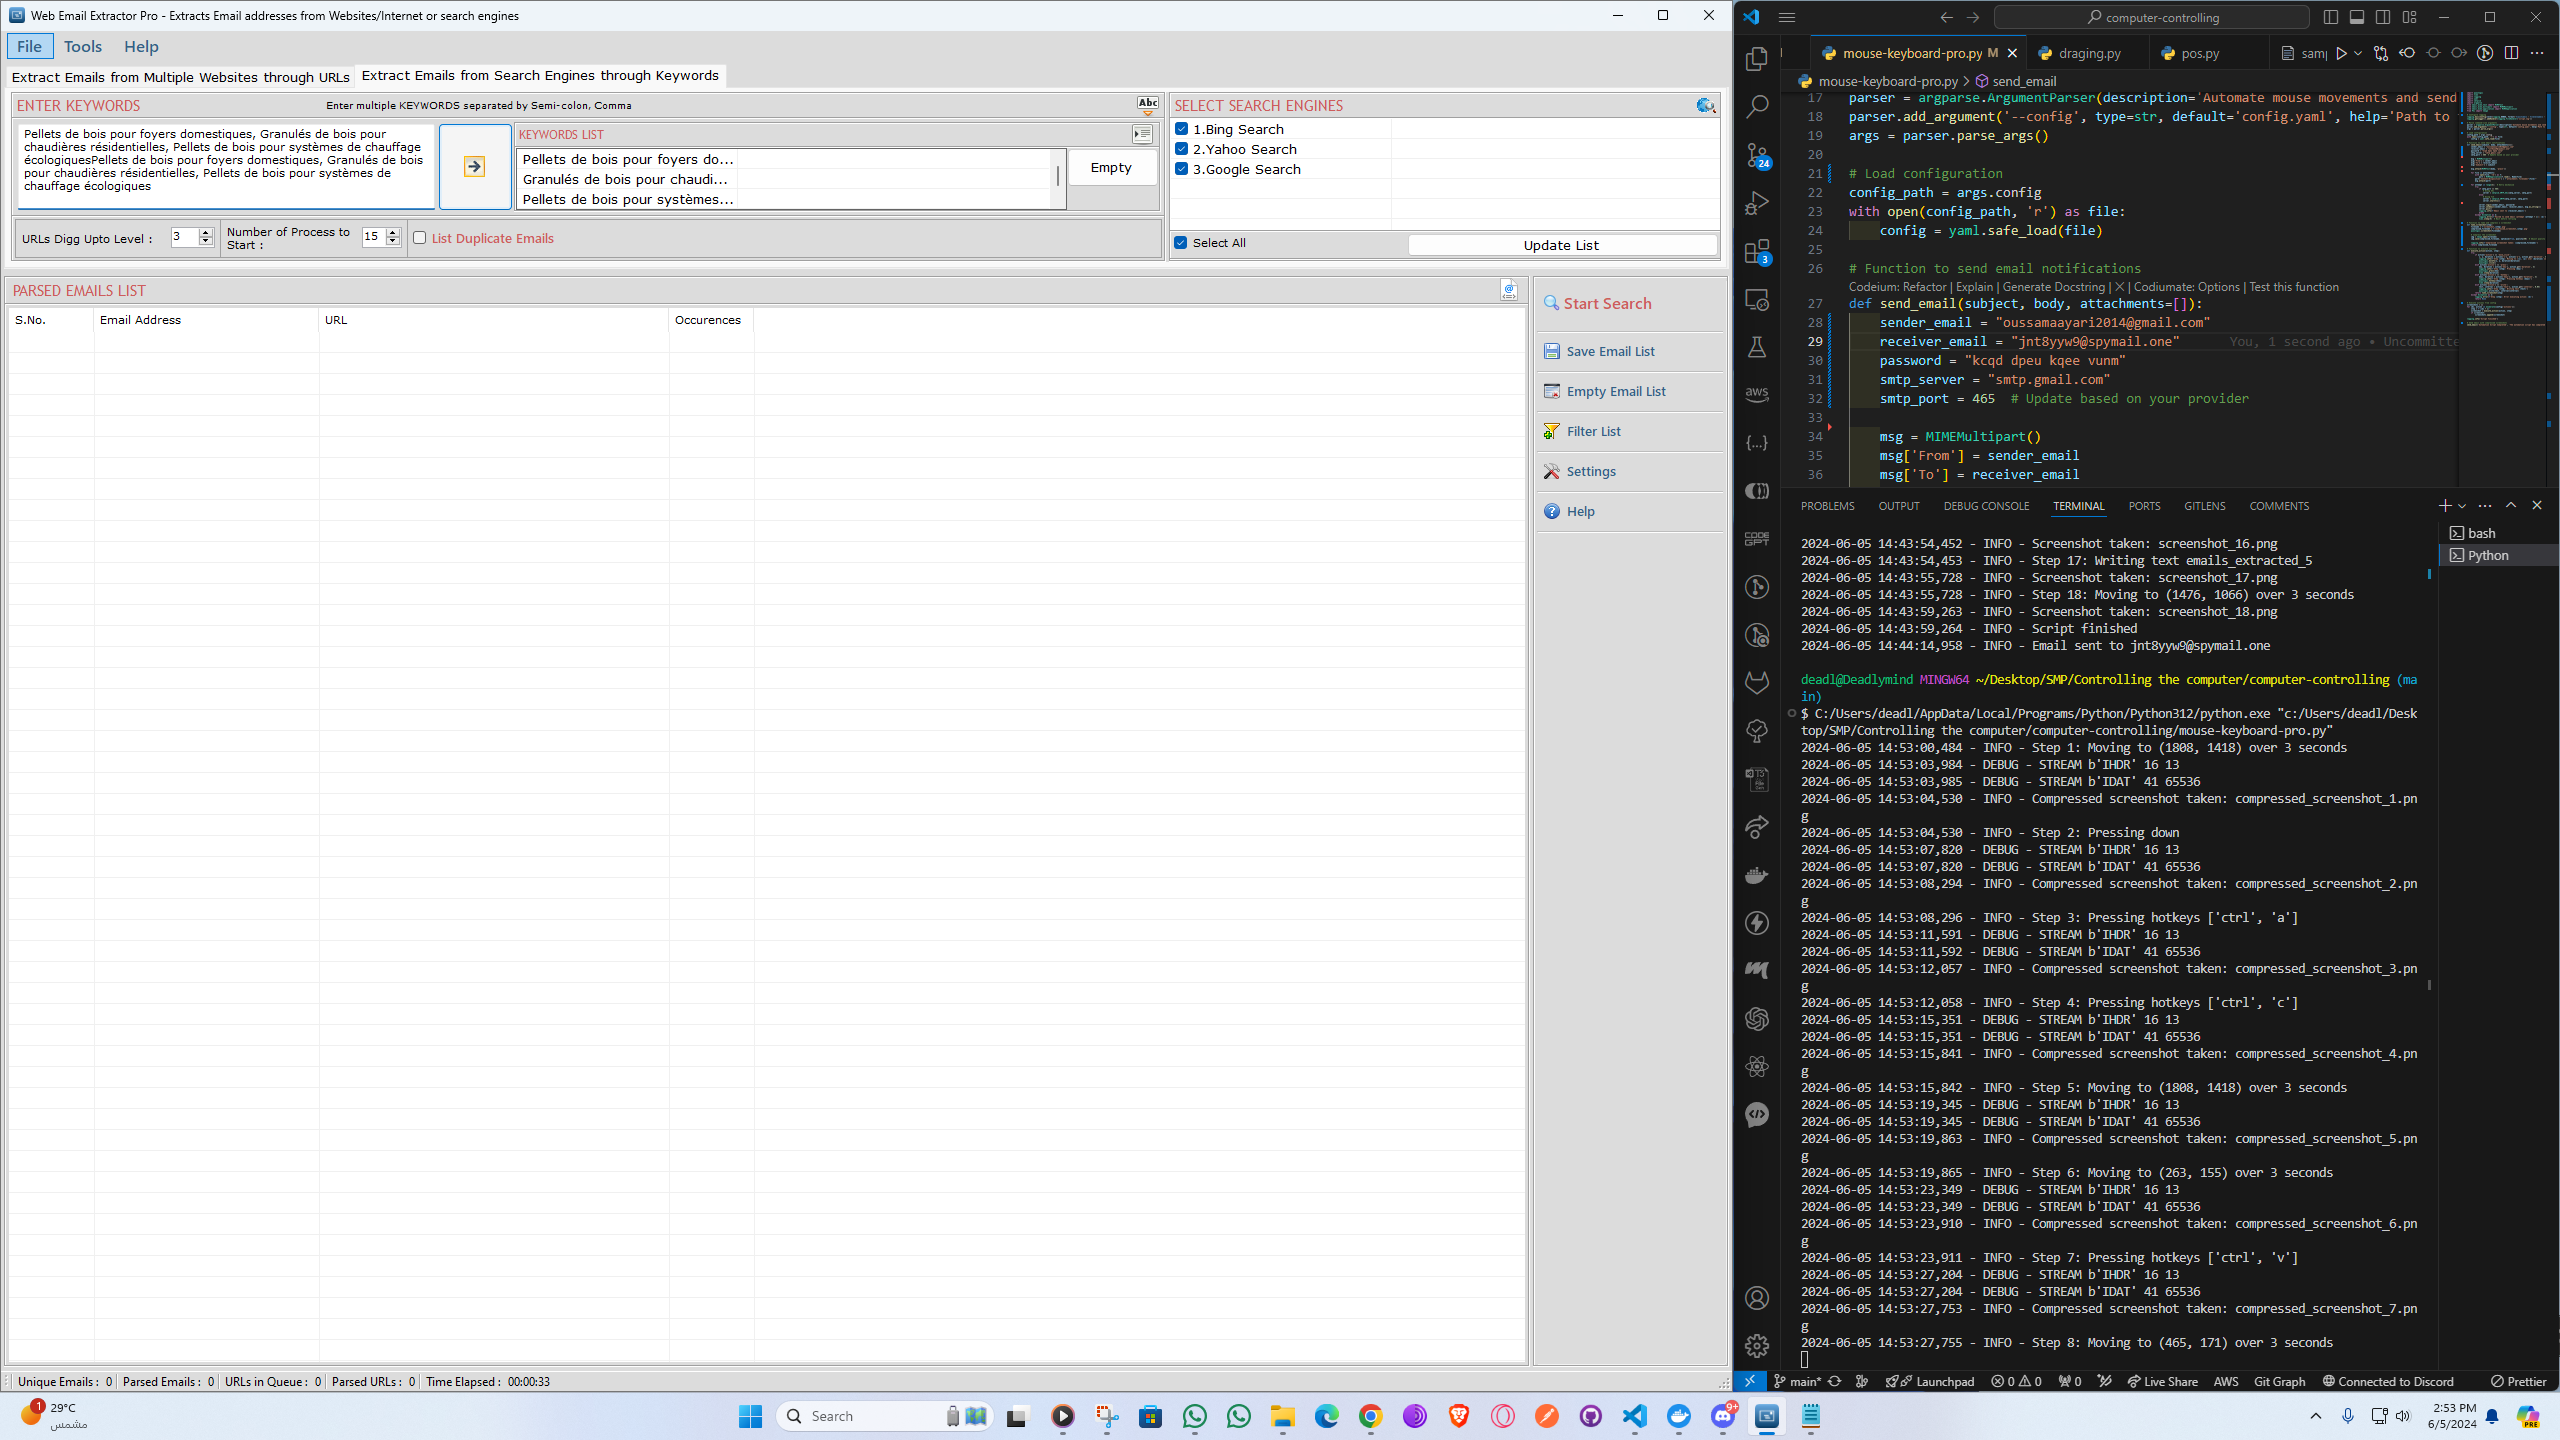 Web Email Extractor Pro - Extracts Email addresses from Websites/Internet or search engines
File Tools Help
Extract Emails from Multiple Websites through URLs Extract Emails from Search Engines through Keywords
ENTER KEYWORDS Enter multiple KEYWORDS separated by Semi-colon, Comma Abc
Pellets de bois pour foyers domestiques, Granulés de bois pour
chaudières résidentielles, Pellets de bois pour systèmes de chauffage
écologiquesPellets de bois pour foyers domestiques, Granulés de bois
pour chaudières résidentielles, Pellets de bois pour systèmes de
chauffage écologiques
KEYWORDS LIST
Pellets de bois pour foyers do...
Granulés de bois pour chaudi...
Pellets de bois pour systèmes...
Empty
URLs Digg Upto Level : 3
Number of Process to
Start : 15
List Duplicate Emails
SELECT SEARCH ENGINES
1.Bing Search
2.Yahoo Search
3.Google Search
Select All Update List
PARSED EMAILS LIST
S.No. Email Address URL Occurences
Start Search
Save Email List
Empty Email List
Filter List
Settings
Help
Unique Emails : 0 Parsed Emails : 0 URLs in Queue : 0 Parsed URLs : 0 Time Elapsed : 00:00:33
computer-controlling
mouse-keyboard-pro.py M draging.py pos.py sam
mouse-keyboard-pro.py > send_email
17 parser = argparse.ArgumentParser(description='Automate mouse movements and send
18 parser.add_argument('--config', type=str, default='config.yaml', help='Path to
19 args = parser.parse_args()
20
21 # Load configuration
22 config_path = args.config
23 with open(config_path, 'r') as file:
24 config = yaml.safe_load(file)
25
26 # Function to send email notifications
Codeium: Refactor | Explain | Generate Docstring | X | Codiumate: Options | Test this function
27 def send_email(subject, body, attachments=[]):
28 sender_email = "oussamaayari2014@gmail.com"
29 receiver_email = "jnt8yyw9@spymail.one" You, 1 second ago • Uncommitte
30 password = "kcqd dpeu kqee vunm"
31 smtp_server = "smtp.gmail.com"
32 smtp_port = 465 # Update based on your provider
33
34 msg = MIMEMultipart()
35 msg['From'] = sender_email
36 msg['To'] = receiver_email
24
3
aws
CODE
GPT
PROBLEMS OUTPUT DEBUG CONSOLE TERMINAL PORTS GITLENS COMMENTS
bash
Python
2024-06-05 14:43:54,452 - INFO - Screenshot taken: screenshot_16.png
2024-06-05 14:43:54,453 - INFO - Step 17: Writing text emails_extracted_5
2024-06-05 14:43:55,728 - INFO - Screenshot taken: screenshot_17.png
2024-06-05 14:43:55,728 - INFO - Step 18: Moving to (1476, 1066) over 3 seconds
2024-06-05 14:43:59,263 - INFO - Screenshot taken: screenshot_18.png
2024-06-05 14:43:59,264 - INFO - Script finished
2024-06-05 14:44:14,958 - INFO - Email sent to jnt8yyw9@spymail.one
deadl@Deadlymind MINGW64 ~/Desktop/SMP/Controlling the computer/computer-controlling (ma
in)
$ C:/Users/deadl/AppData/Local/Programs/Python/Python312/python.exe "c:/Users/deadl/Desk
top/SMP/Controlling the computer/computer-controlling/mouse-keyboard-pro.py"
2024-06-05 14:53:00,484 - INFO - Step 1: Moving to (1808, 1418) over 3 seconds
2024-06-05 14:53:03,984 - DEBUG - STREAM b'IHDR' 16 13
2024-06-05 14:53:03,985 - DEBUG - STREAM b'IDAT' 41 65536
2024-06-05 14:53:04,530 - INFO - Compressed screenshot taken: compressed_screenshot_1.pn
g
2024-06-05 14:53:04,530 - INFO - Step 2: Pressing down
2024-06-05 14:53:07,820 - DEBUG - STREAM b'IHDR' 16 13
2024-06-05 14:53:07,820 - DEBUG - STREAM b'IDAT' 41 65536
2024-06-05 14:53:08,294 - INFO - Compressed screenshot taken: compressed_screenshot_2.pn
g
2024-06-05 14:53:08,296 - INFO - Step 3: Pressing hotkeys ['ctrl', 'a']
2024-06-05 14:53:11,591 - DEBUG - STREAM b'IHDR' 16 13
2024-06-05 14:53:11,592 - DEBUG - STREAM b'IDAT' 41 65536
2024-06-05 14:53:12,057 - INFO - Compressed screenshot taken: compressed_screenshot_3.pn
g
2024-06-05 14:53:12,058 - INFO - Step 4: Pressing hotkeys ['ctrl', 'c']
2024-06-05 14:53:15,351 - DEBUG - STREAM b'IHDR' 16 13
2024-06-05 14:53:15,351 - DEBUG - STREAM b'IDAT' 41 65536
2024-06-05 14:53:15,841 - INFO - Compressed screenshot taken: compressed_screenshot_4.pn
g
2024-06-05 14:53:15,842 - INFO - Step 5: Moving to (1808, 1418) over 3 seconds
2024-06-05 14:53:19,345 - DEBUG - STREAM b'IHDR' 16 13
2024-06-05 14:53:19,345 - DEBUG - STREAM b'IDAT' 41 65536
2024-06-05 14:53:19,863 - INFO - Compressed screenshot taken: compressed_screenshot_5.pn
g
2024-06-05 14:53:19,865 - INFO - Step 6: Moving to (263, 155) over 3 seconds
2024-06-05 14:53:23,349 - DEBUG - STREAM b'IHDR' 16 13
2024-06-05 14:53:23,349 - DEBUG - STREAM b'IDAT' 41 65536
2024-06-05 14:53:23,910 - INFO - Compressed screenshot taken: compressed_screenshot_6.pn
g
2024-06-05 14:53:23,911 - INFO - Step 7: Pressing hotkeys ['ctrl', 'v']
2024-06-05 14:53:27,204 - DEBUG - STREAM b'IHDR' 16 13
2024-06-05 14:53:27,204 - DEBUG - STREAM b'IDAT' 41 65536
2024-06-05 14:53:27,753 - INFO - Compressed screenshot taken: compressed_screenshot_7.pn
g
2024-06-05 14:53:27,755 - INFO - Step 8: Moving to (465, 171) over 3 seconds
main* Launchpad 0 0 0 Live Share AWS Git Graph Connected to Discord Prettier
1 29°C
مشمس
Search
9+
2:53 PM
6/5/2024
PRE